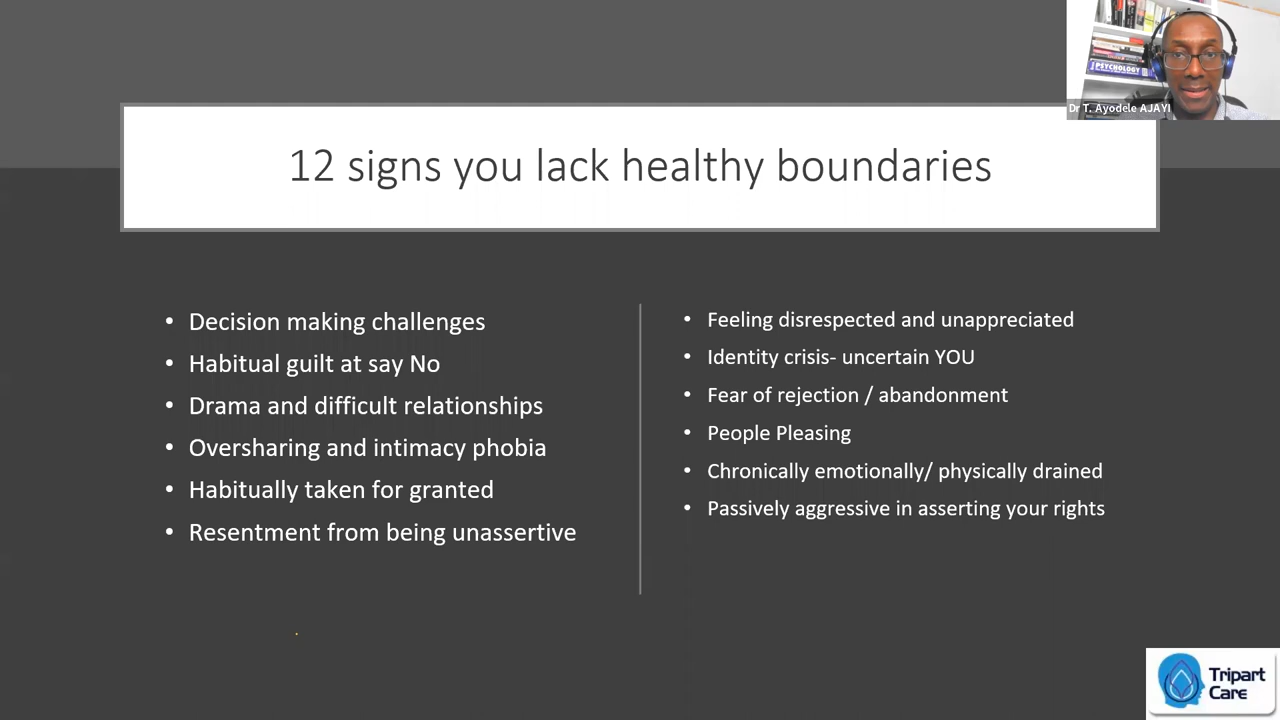 Dr T. Ayodele AJAYI
PSYCHOLOGY
12 signs you lack healthy boundaries
• Decision making challenges
• Habitual guilt at say No
• Drama and difficult relationships
• Oversharing and intimacy phobia
• Habitually taken for granted
• Resentment from being unassertive
• Feeling disrespected and unappreciated
• Identity crisis- uncertain YOU
• Fear of rejection / abandonment
• People Pleasing
• Chronically emotionally/ physically drained
• Passively aggressive in asserting your rights
Tripart
Care